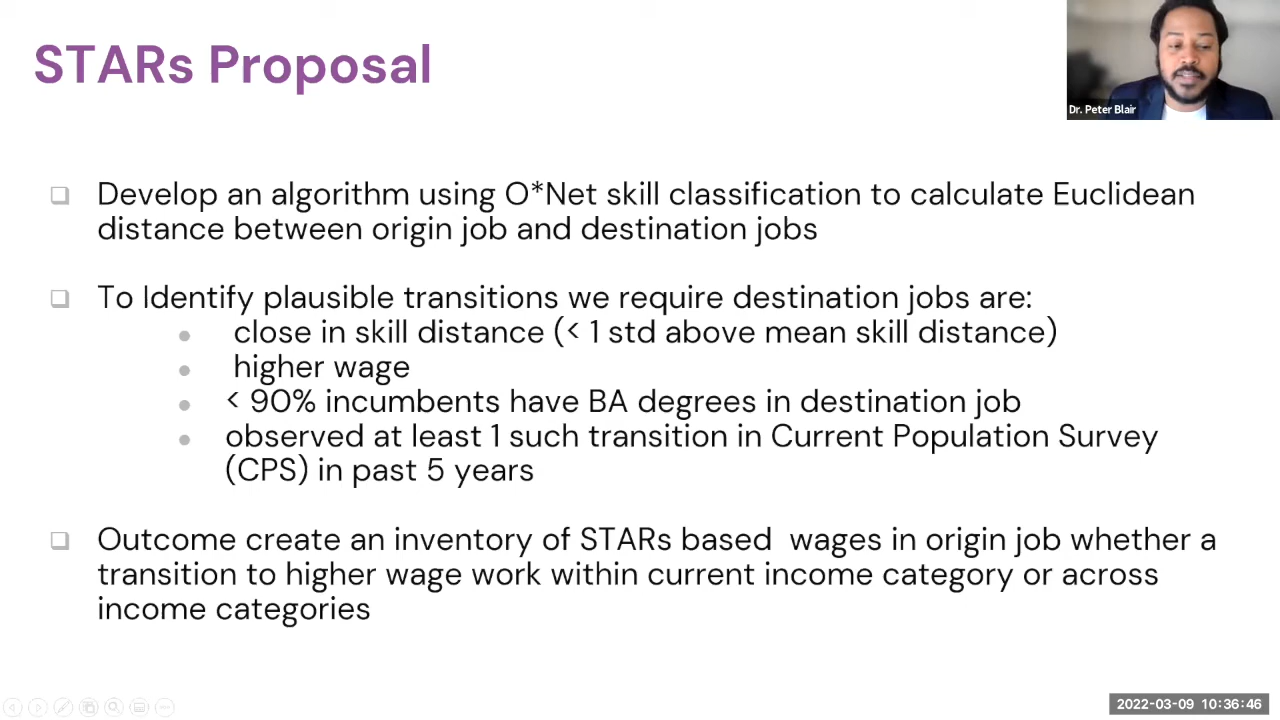 STARs Proposal
Dr. Peter Blair
Develop an algorithm using O*Net skill classification to calculate Euclidean
distance between origin job and destination jobs
To Identify plausible transitions we require destination jobs are:
close in skill distance (< 1 std above mean skill distance)
higher wage
< 90% incumbents have BA degrees in destination job
observed at least 1 such transition in Current Population Survey
(CPS) in past 5 years
Outcome create an inventory of STARs based  wages in origin job whether a
transition to higher wage work within current income category or across
income categories
2022-03-09 10:36:46